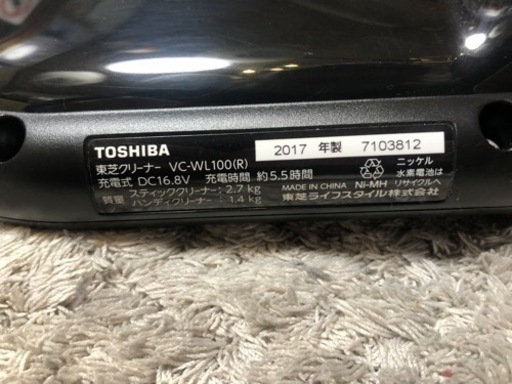 TOSHIBA
2017 年製 7103812
東芝クリーナー VC-WL100(R)
充電式 DC16.8V 充電時間 約5.5時間
質量 スティッククリーナー:2.7 kg
ハンディクリーナー:1.4 kg
MADE IN CHINA
Ni-MH
ニッケル
水素電池は
リサイクルへ
東芝ライフスタイル株式会社